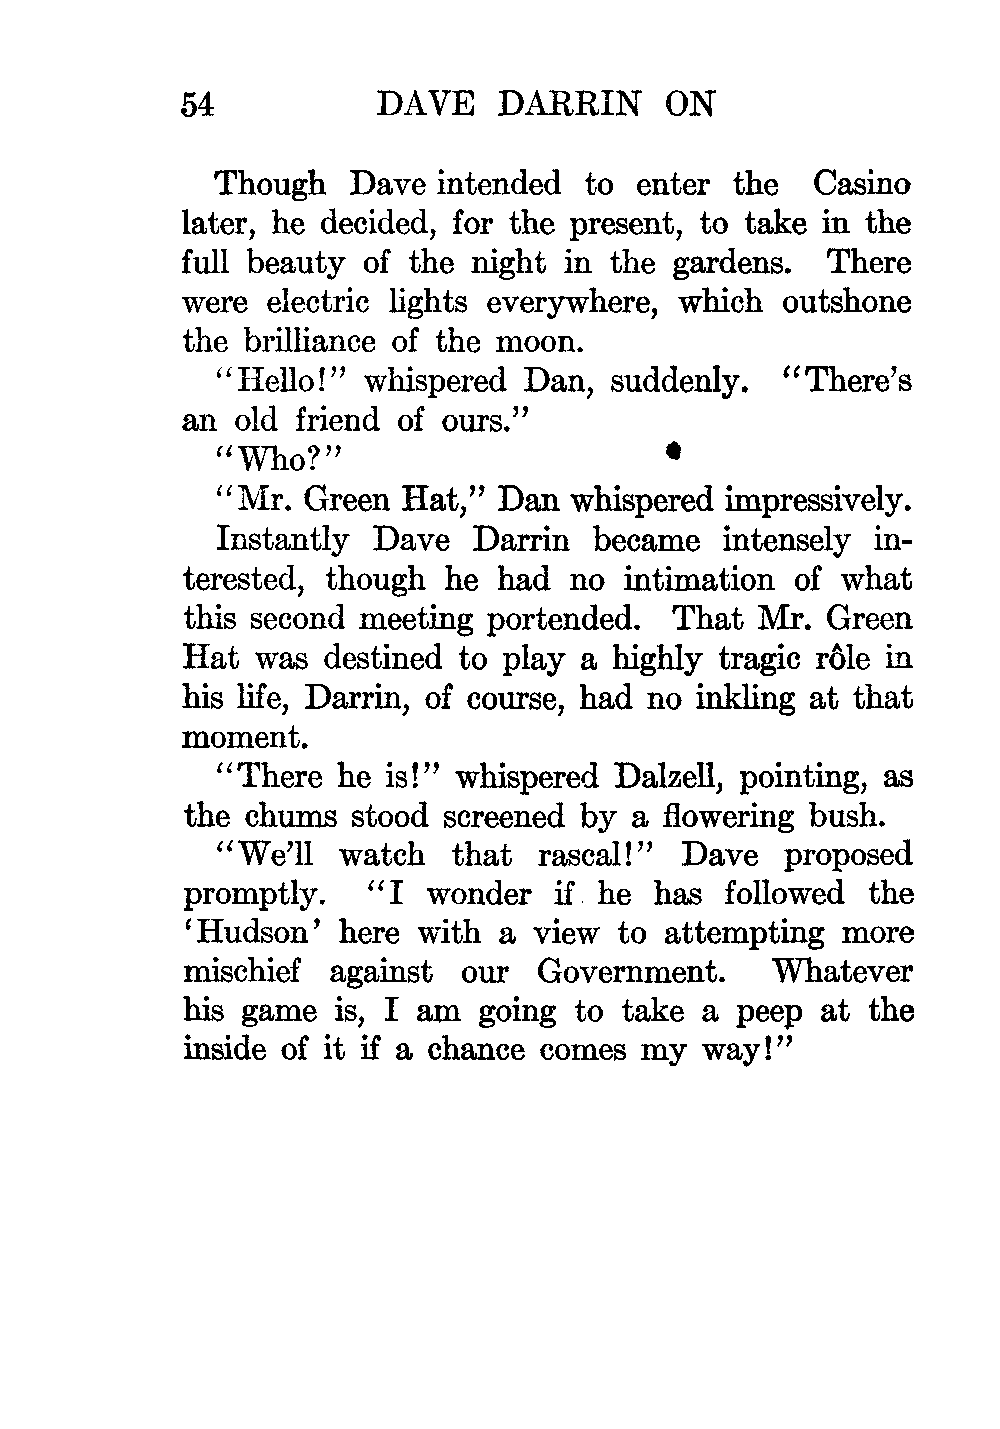 54 DAVE DARRIN ON
Though Dave intended to enter the Casino
later, he decided, for the present, to take in the
full beauty of the night in the gardens. There
were electric lights everywhere, which outshone
the brilliance of the moon.
"Hello!" whispered Dan, suddenly. "There's
an old friend of ours."
"Who?"
"Mr. Green Hat," Dan whispered impressively.
Instantly Dave Darrin became intensely in-
terested, though he had no intimation of what
this second meeting portended. That Mr. Green
Hat was destined to play a highly tragic rôle in
his life, Darrin, of course, had no inkling at that
moment.
"There he is!" whispered Dalzell, pointing, as
the chums stood screened by a flowering bush.
"We'll watch that rascal!" Dave proposed
promptly. "I wonder if he has followed the
'Hudson' here with a view to attempting more
mischief against our Government. Whatever
his game is, I am going to take a peep at the
inside of it if a chance comes my way!"